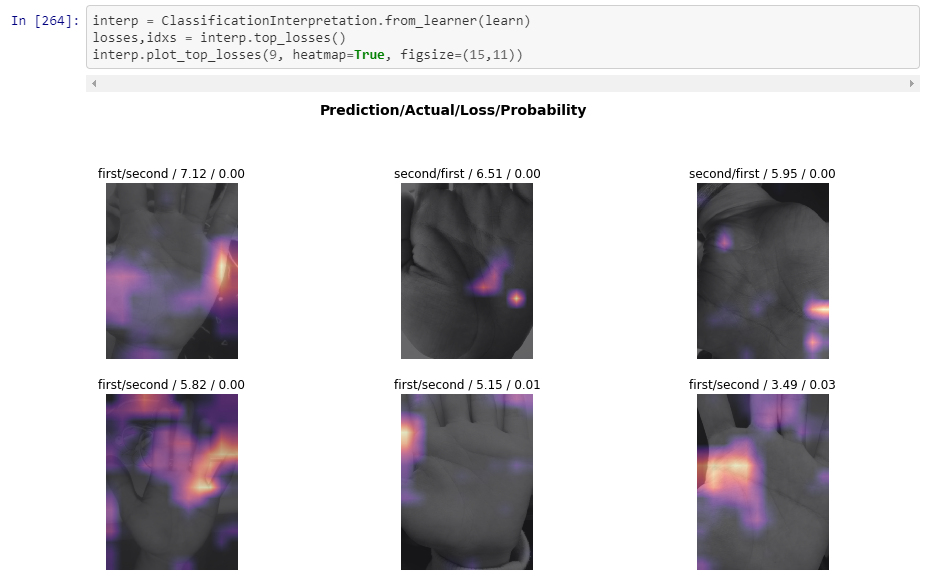 In [264]:
interp = ClassificationInterpretation.from_learner(learn)
losses,idxs = interp.top_losses()
interp.plot_top_losses(9, heatmap=True, figsize=(15,11))
Prediction/Actual/Loss/Probability
first/second / 7.12 / 0.00
second/first / 6.51 / 0.00
second/first / 5.95 / 0.00
first/second / 5.82 / 0.00
first/second / 5.15 / 0.01
first/second / 3.49 / 0.03